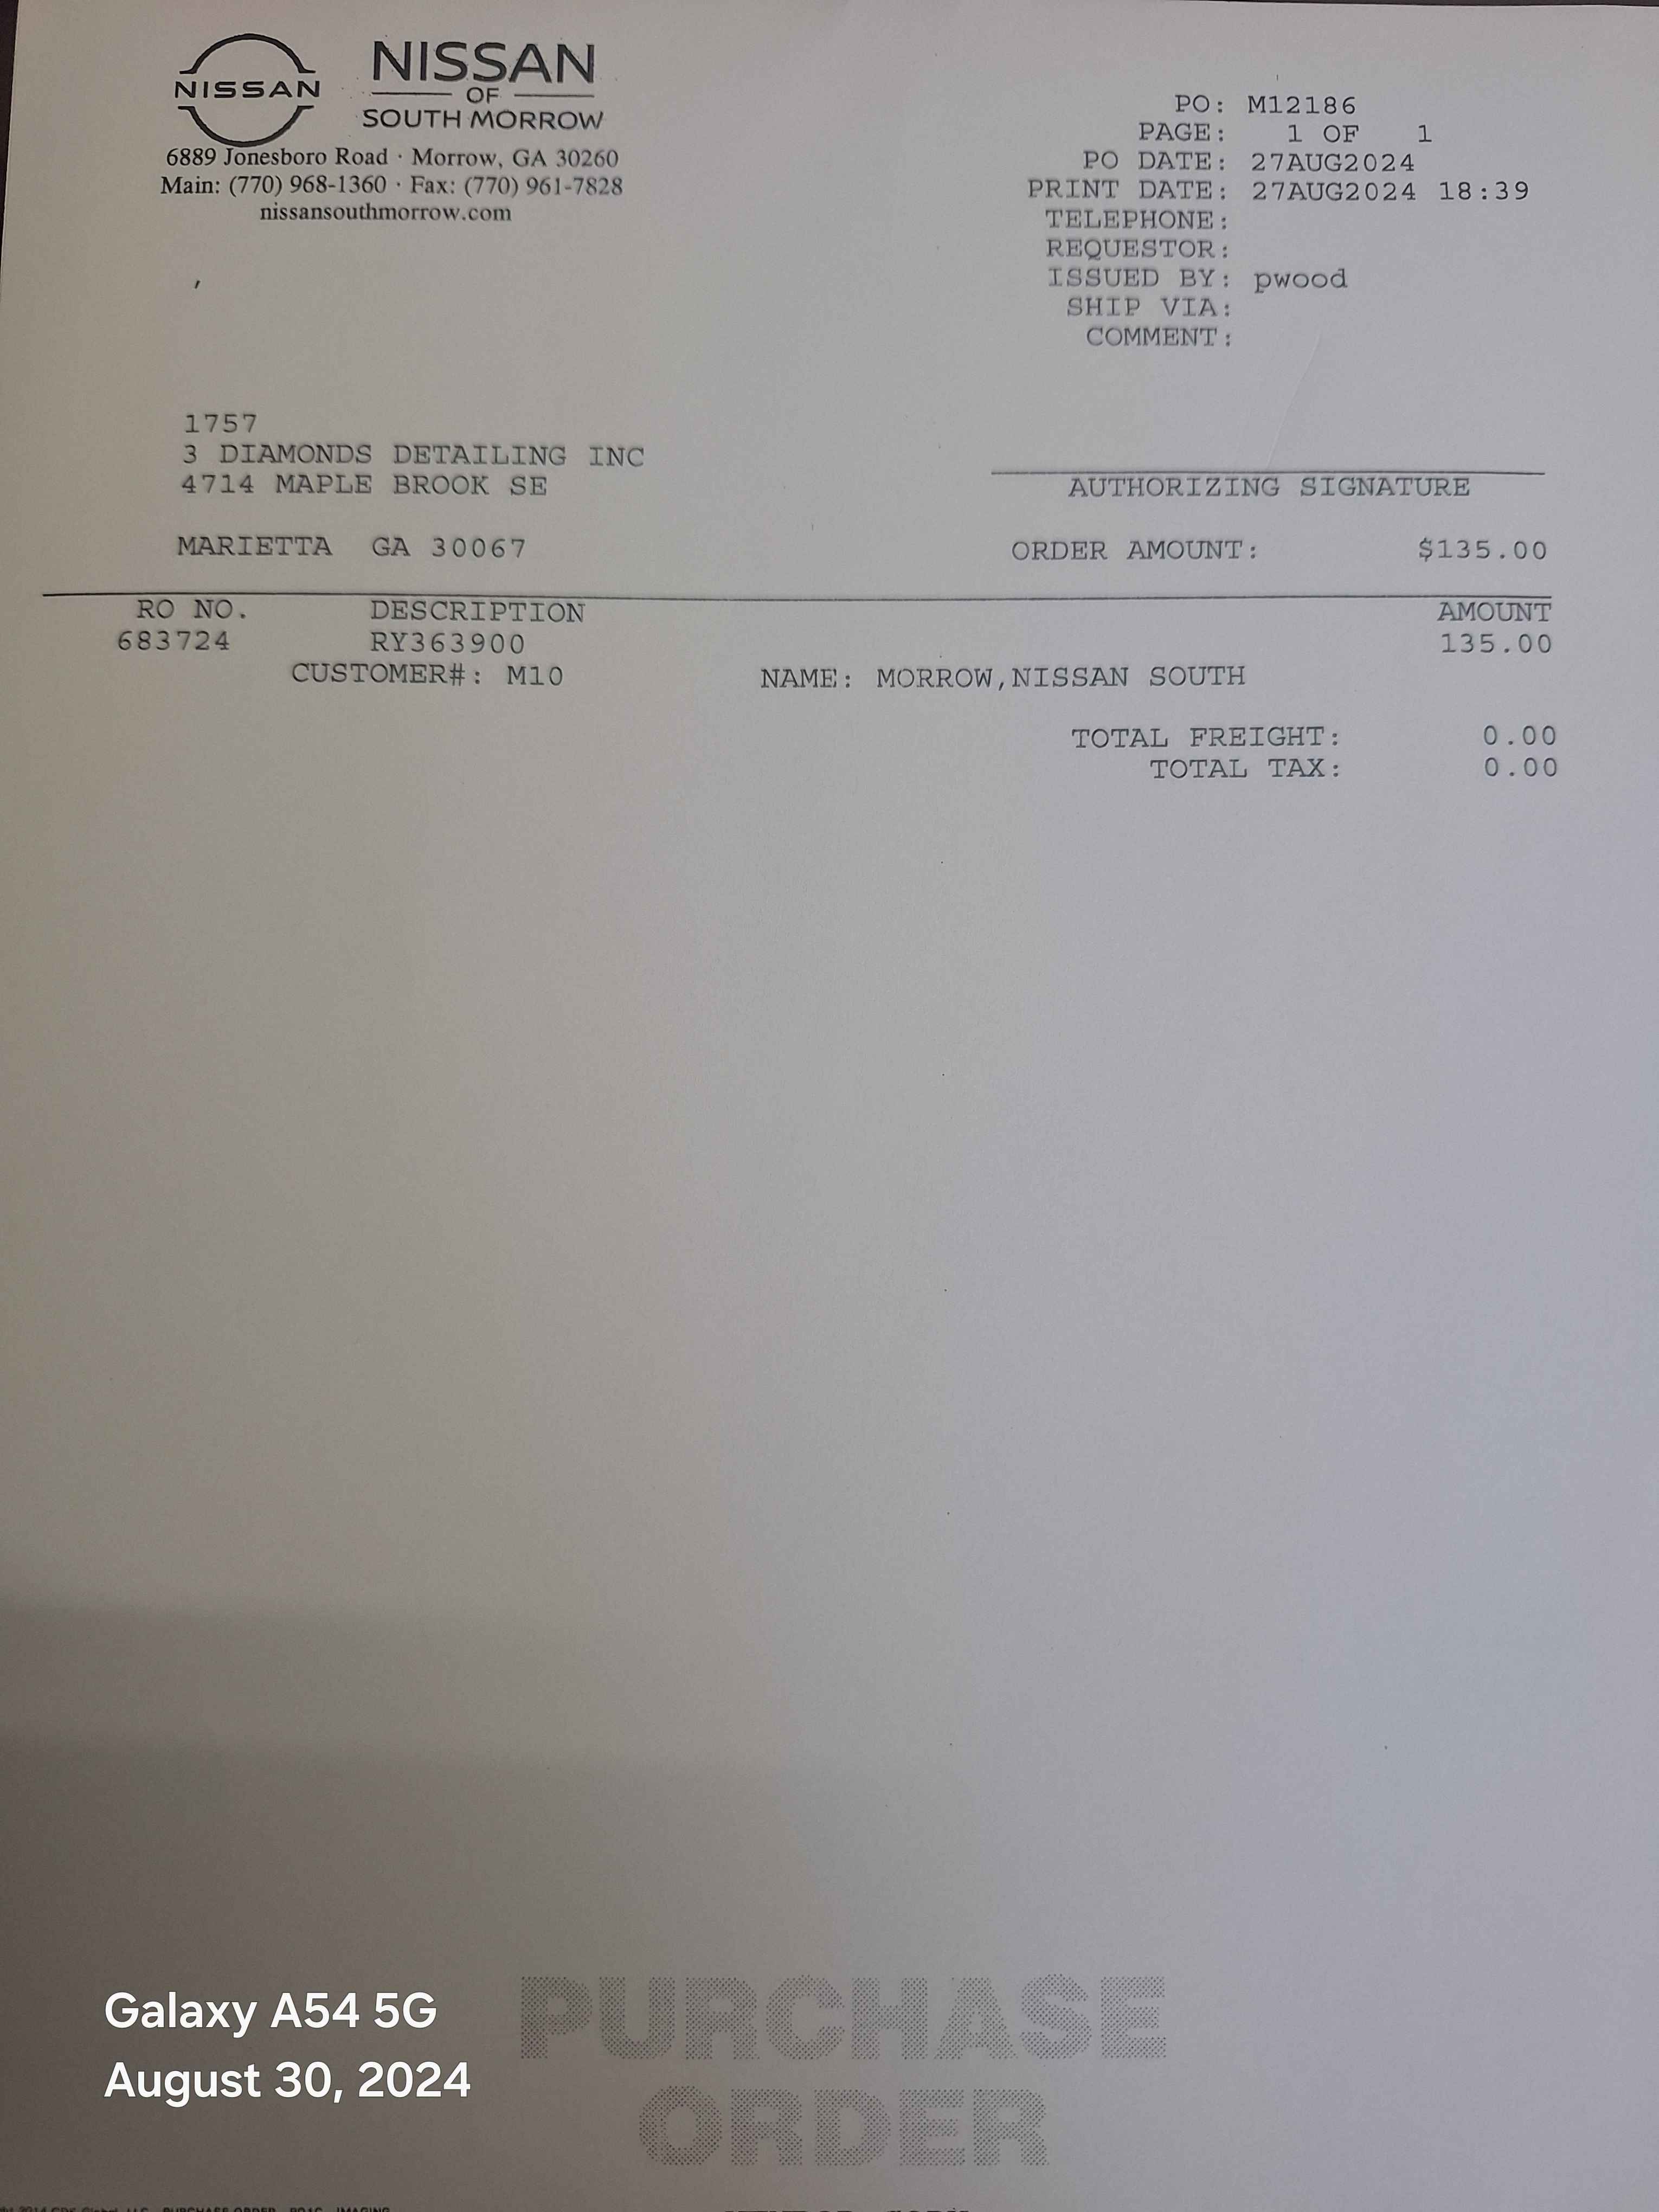 NISSAN
NISSAN
OF
SOUTH MORROW
6889 Jonesboro Road · Morrow, GA 30260
Main: (770) 968-1360 · Fax: (770) 961-7828
nissansouthmorrow.com
PO: M12186
PAGE: 1 OF 1
PO DATE: 27AUG2024
PRINT DATE: 27AUG2024 18:39
TELEPHONE:
REQUESTOR:
ISSUED BY: pwood
SHIP VIA:
COMMENT:
1757
3 DIAMONDS DETAILING INC
4714 MAPLE BROOK SE
MARIETTA GA 30067
AUTHORIZING SIGNATURE
ORDER AMOUNT: $135.00
RO NO. DESCRIPTION AMOUNT
683724 RY363900 135.00
CUSTOMER#: M10 NAME: MORROW,NISSAN SOUTH
TOTAL FREIGHT: 0.00
TOTAL TAX: 0.00
PURCHASE
ORDER
Galaxy A54 5G
August 30, 2024